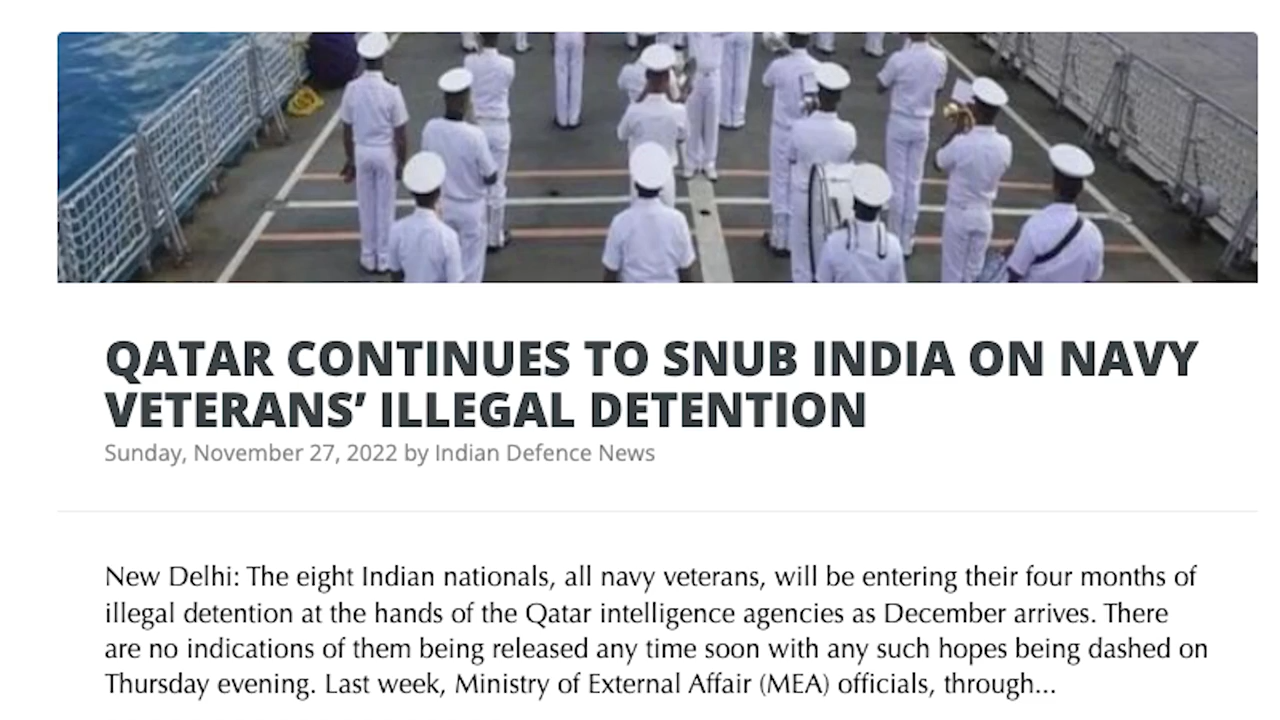 QATAR CONTINUES TO SNUB INDIA ON NAVY
VETERANS’ ILLEGAL DETENTION
Sunday, November 27, 2022 by Indian Defence News
New Delhi: The eight Indian nationals, all navy veterans, will be entering their four months of
illegal detention at the hands of the Qatar intelligence agencies as December arrives. There
are no indications of them being released any time soon with any such hopes being dashed on
Thursday evening. Last week, Ministry of External Affair (MEA) officials, through...